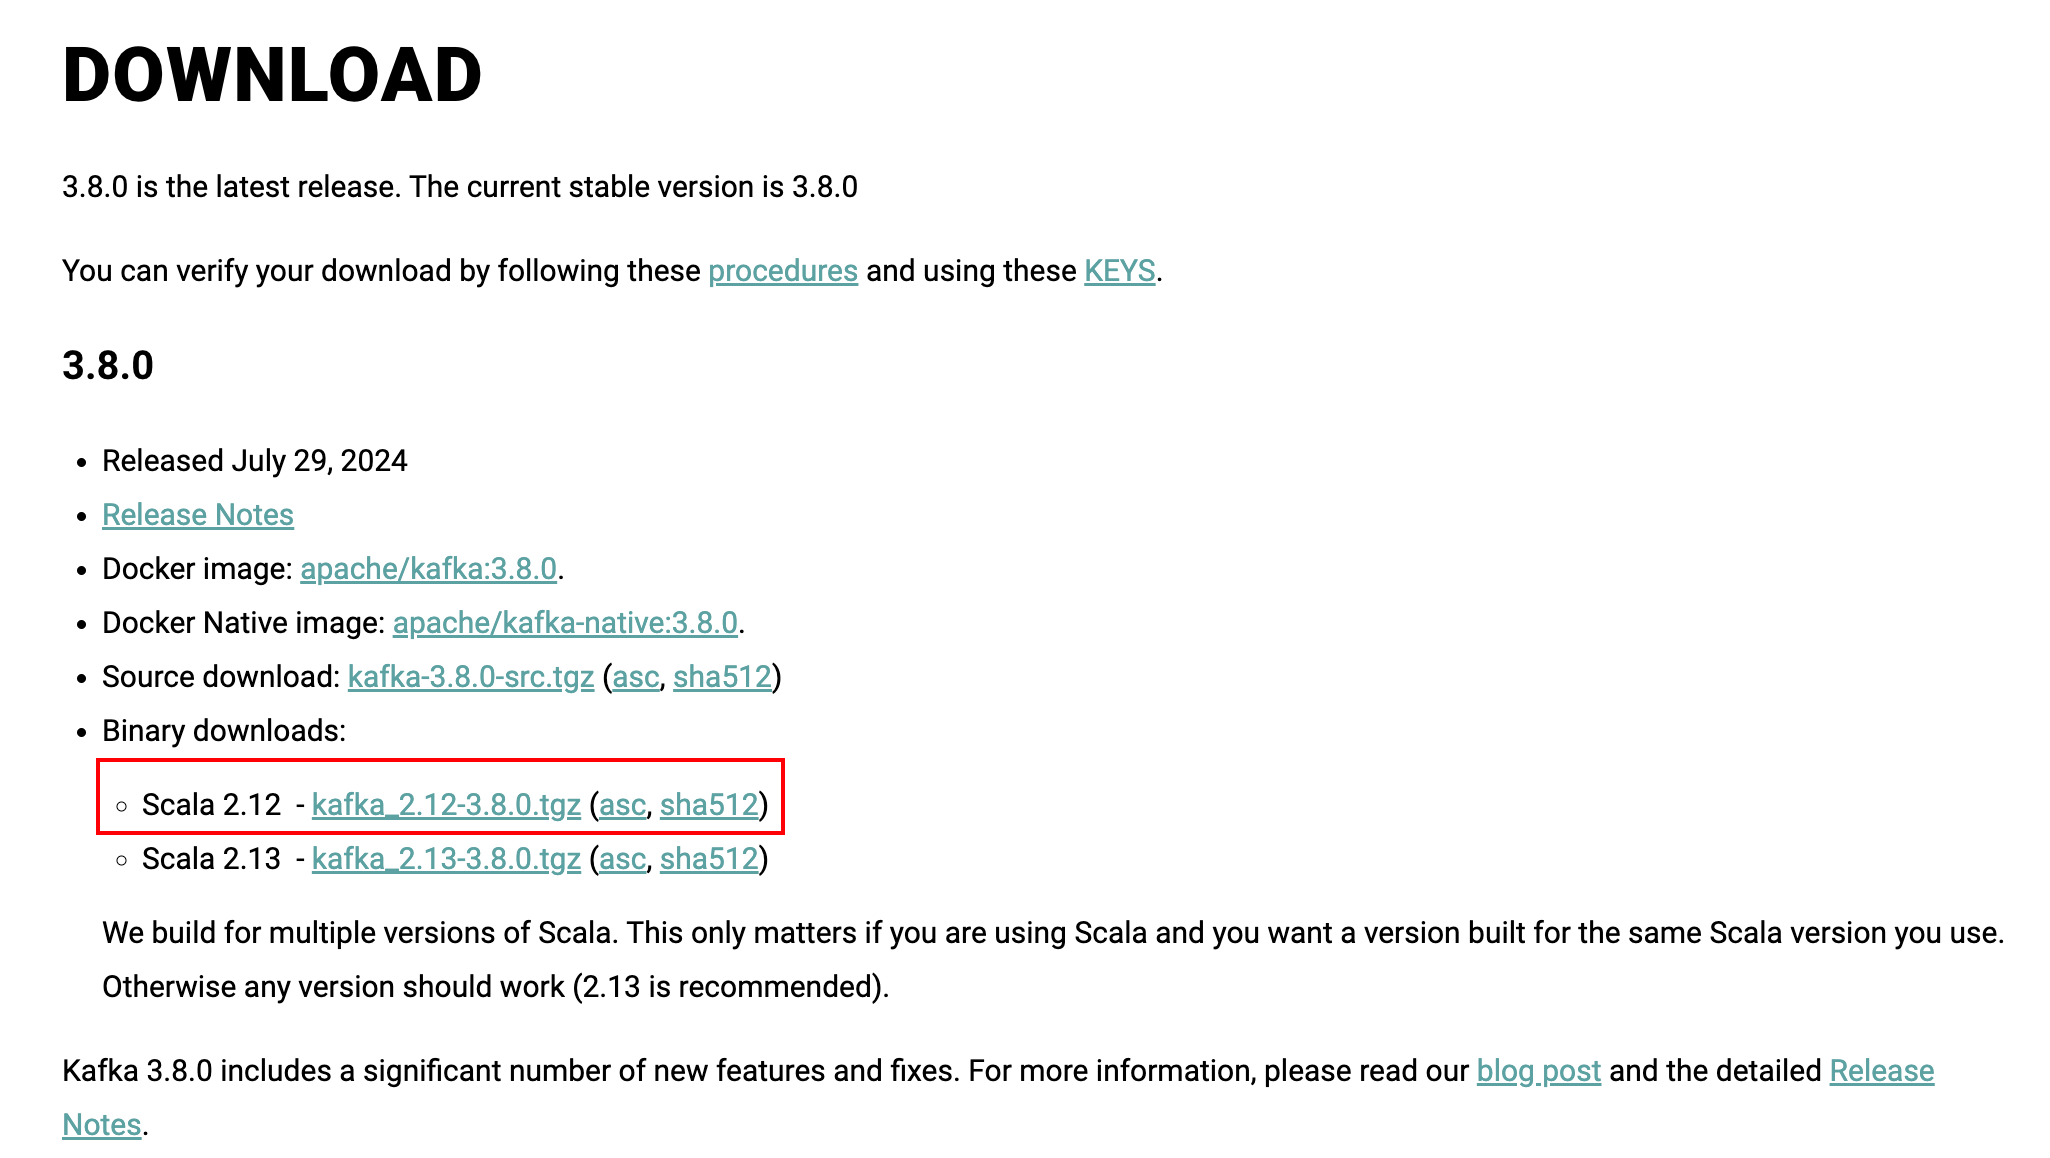 DOWNLOAD
3.8.0 is the latest release. The current stable version is 3.8.0
You can verify your download by following these procedures and using these KEYS.
3.8.0
• Released July 29, 2024
• Release Notes
• Docker image: apache/kafka:3.8.0.
• Docker Native image: apache/kafka-native:3.8.0.
• Source download: kafka-3.8.0-src.tgz (asc, sha512)
• Binary downloads:
◦ Scala 2.12 - kafka_2.12-3.8.0.tgz (asc, sha512)
◦ Scala 2.13 - kafka_2.13-3.8.0.tgz (asc, sha512)
We build for multiple versions of Scala. This only matters if you are using Scala and you want a version built for the same Scala version you use.
Otherwise any version should work (2.13 is recommended).
Kafka 3.8.0 includes a significant number of new features and fixes. For more information, please read our blog post and the detailed Release
Notes.